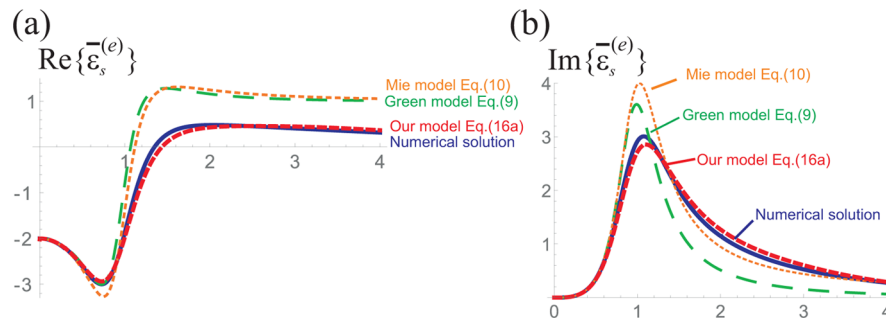 (a)
Re{ε̅ₛ⁽ᵉ⁾}
Mie model Eq.(10)
Green model Eq.(9)
Our model Eq.(16a)
Numerical solution
1
-1
-2
-3
0 1 2 3 4
(b)
Im{ε̅ₛ⁽ᵉ⁾}
Mie model Eq.(10)
Green model Eq.(9)
Our model Eq.(16a)
Numerical solution
4
3
2
1
0 1 2 3 4